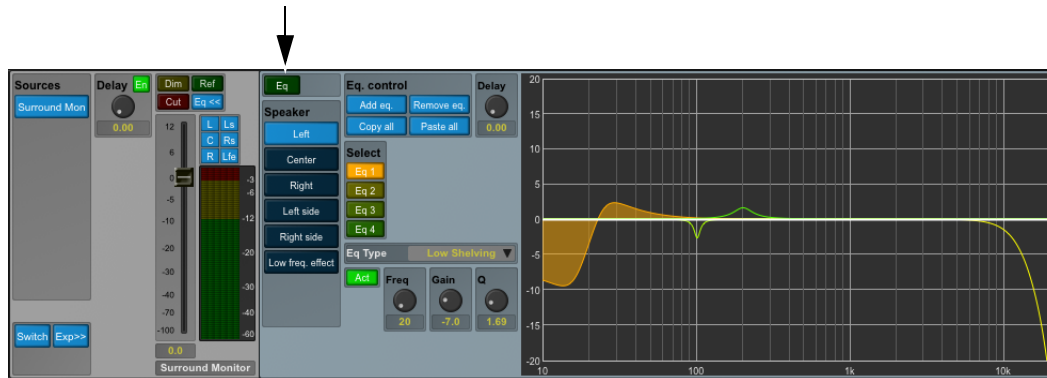 Sources
Surround Mon
Switch
Exp>>
Delay
En
0.00
Dim
Ref
Cut
Eq <<
L
Ls
C
Rs
R
Lfe
12
6
0
-5
-10
-20
-30
-40
-70
-100
-3
-6
-12
-20
-30
-40
-60
0.0
Surround Monitor
Eq
Speaker
Left
Center
Right
Left side
Right side
Low freq. effect
Eq. control
Add eq.
Remove eq.
Copy all
Paste all
Delay
0.00
Select
Eq 1
Eq 2
Eq 3
Eq 4
Eq Type
Low Shelving
Act
Freq
Gain
Q
20
-7.0
1.69
20
15
10
5
0
-5
-10
-15
-20
10
100
1k
10k